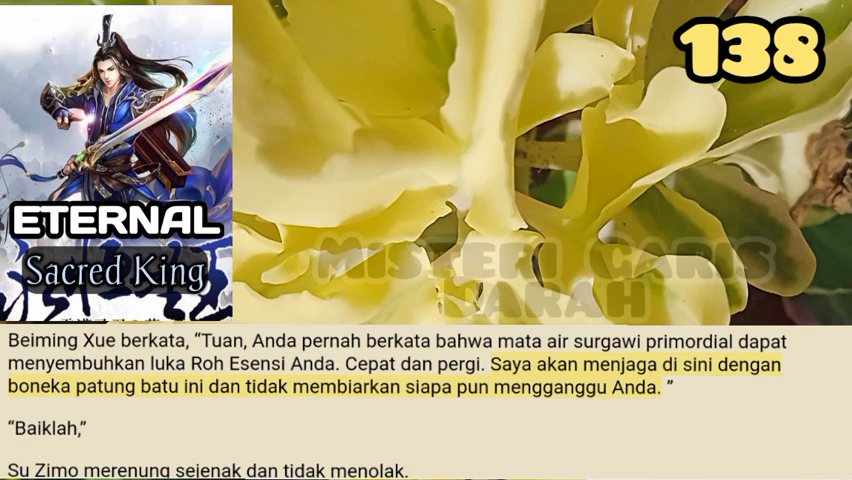 138
ETERNAL
Sacred King
MISTERI GARIS
DARAH
Beiming Xue berkata, “Tuan, Anda pernah berkata bahwa mata air surgawi primordial dapat
menyembuhkan luka Roh Esensi Anda. Cepat dan pergi. Saya akan menjaga di sini dengan
boneka patung batu ini dan tidak membiarkan siapa pun mengganggu Anda. ”
“Baiklah,”
Su Zimo merenung sejenak dan tidak menolak.